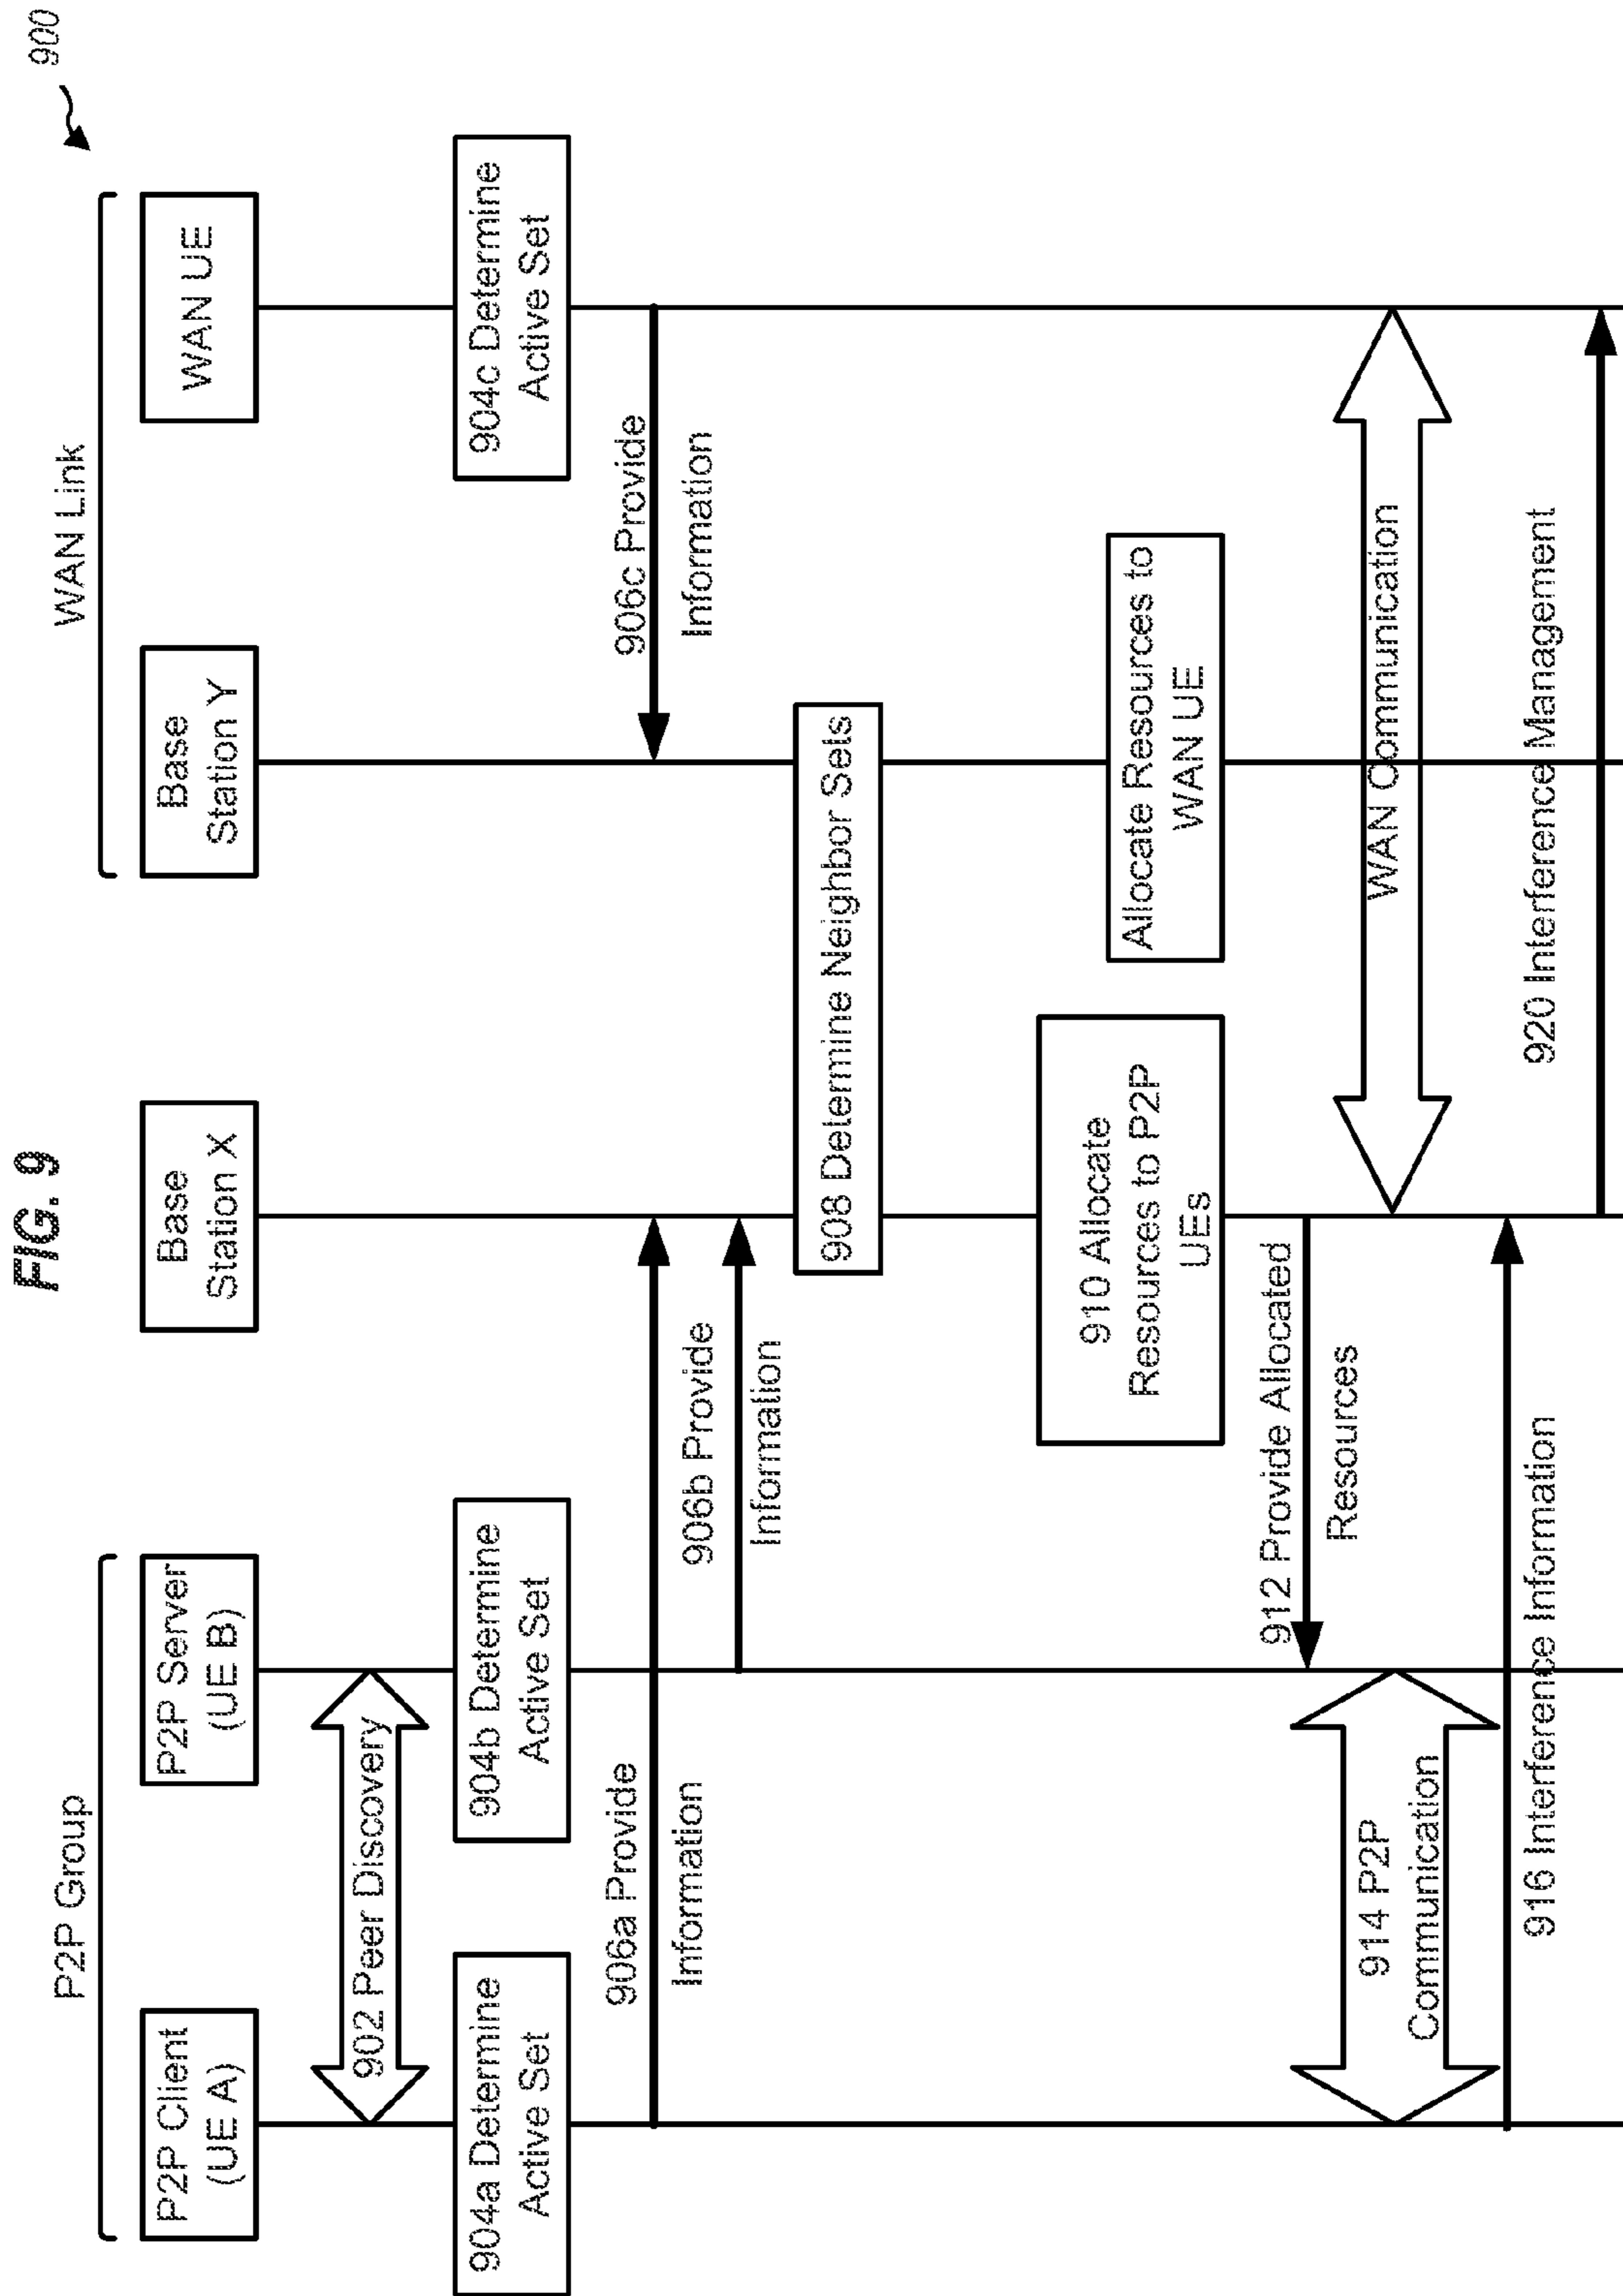 FIG. 9
900
P2P Group
WAN Link
P2P Client
(UE A)
P2P Server
(UE B)
Base
Station X
Base
Station Y
WAN UE
902 Peer Discovery
904a Determine
Active Set
904b Determine
Active Set
904c Determine
Active Set
906a Provide
Information
906b Provide
Information
906c Provide
Information
908 Determine Neighbor Sets
910 Allocate
Resources to P2P
UEs
Allocate Resources to
WAN UE
912 Provide Allocated
Resources
914 P2P
Communication
WAN Communication
916 Interference Information
920 Interference Management